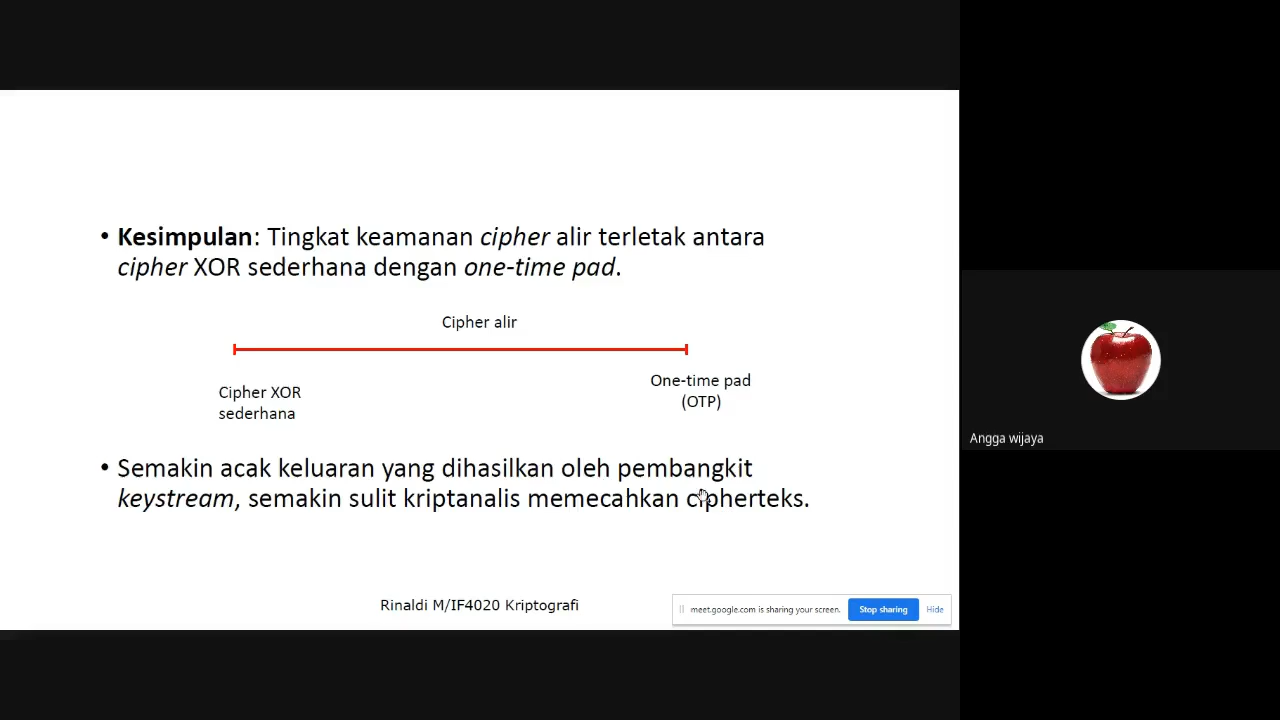 • Kesimpulan: Tingkat keamanan cipher alir terletak antara
cipher XOR sederhana dengan one-time pad.
Cipher alir
Cipher XOR
sederhana
One-time pad
(OTP)
• Semakin acak keluaran yang dihasilkan oleh pembangkit
keystream, semakin sulit kriptanalis memecahkan cipherteks.
Rinaldi M/IF4020 Kriptografi
meet.google.com is sharing your screen.
Stop sharing
Hide
Angga wijaya